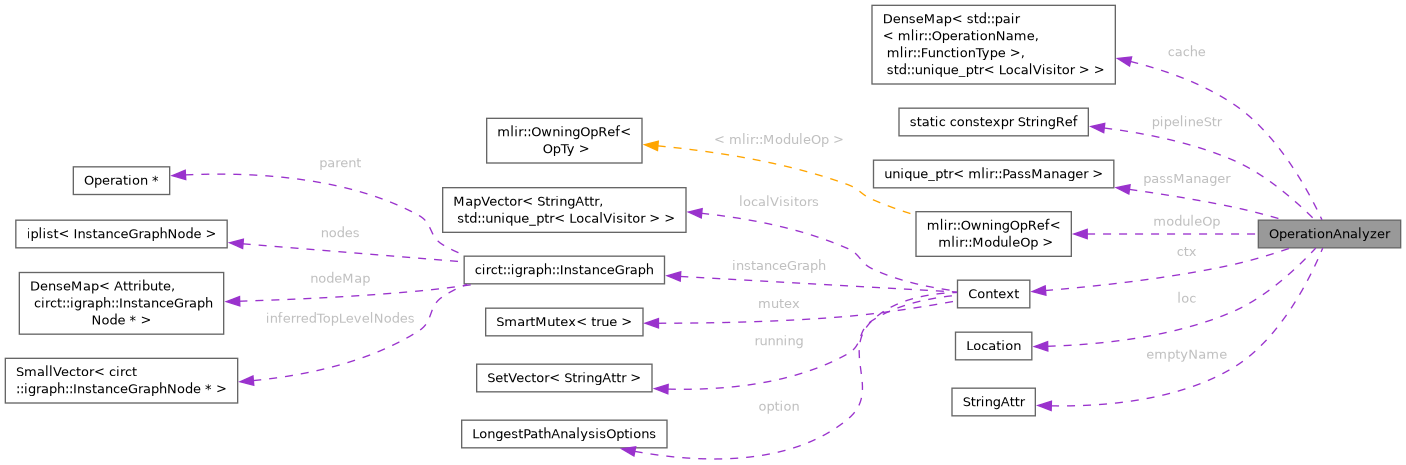 DenseMap< std::pair
< mlir::OperationName,
mlir::FunctionType >,
std::unique_ptr< LocalVisitor > >
cache
static constexpr StringRef
pipelineStr
mlir::OwningOpRef<
OpTy >
< mlir::ModuleOp >
unique_ptr< mlir::PassManager >
passManager
parent
Operation *
MapVector< StringAttr,
std::unique_ptr< LocalVisitor > >
localVisitors
mlir::OwningOpRef<
mlir::ModuleOp >
moduleOp
OperationAnalyzer
iplist< InstanceGraphNode >
nodes
circt::igraph::InstanceGraph
instanceGraph
ctx
nodeMap
DenseMap< Attribute,
circt::igraph::InstanceGraph
Node * >
Context
loc
mutex
SmartMutex< true >
inferredTopLevelNodes
running
Location
emptyName
SmallVector< circt
::igraph::InstanceGraphNode * >
SetVector< StringAttr >
StringAttr
option
LongestPathAnalysisOptions